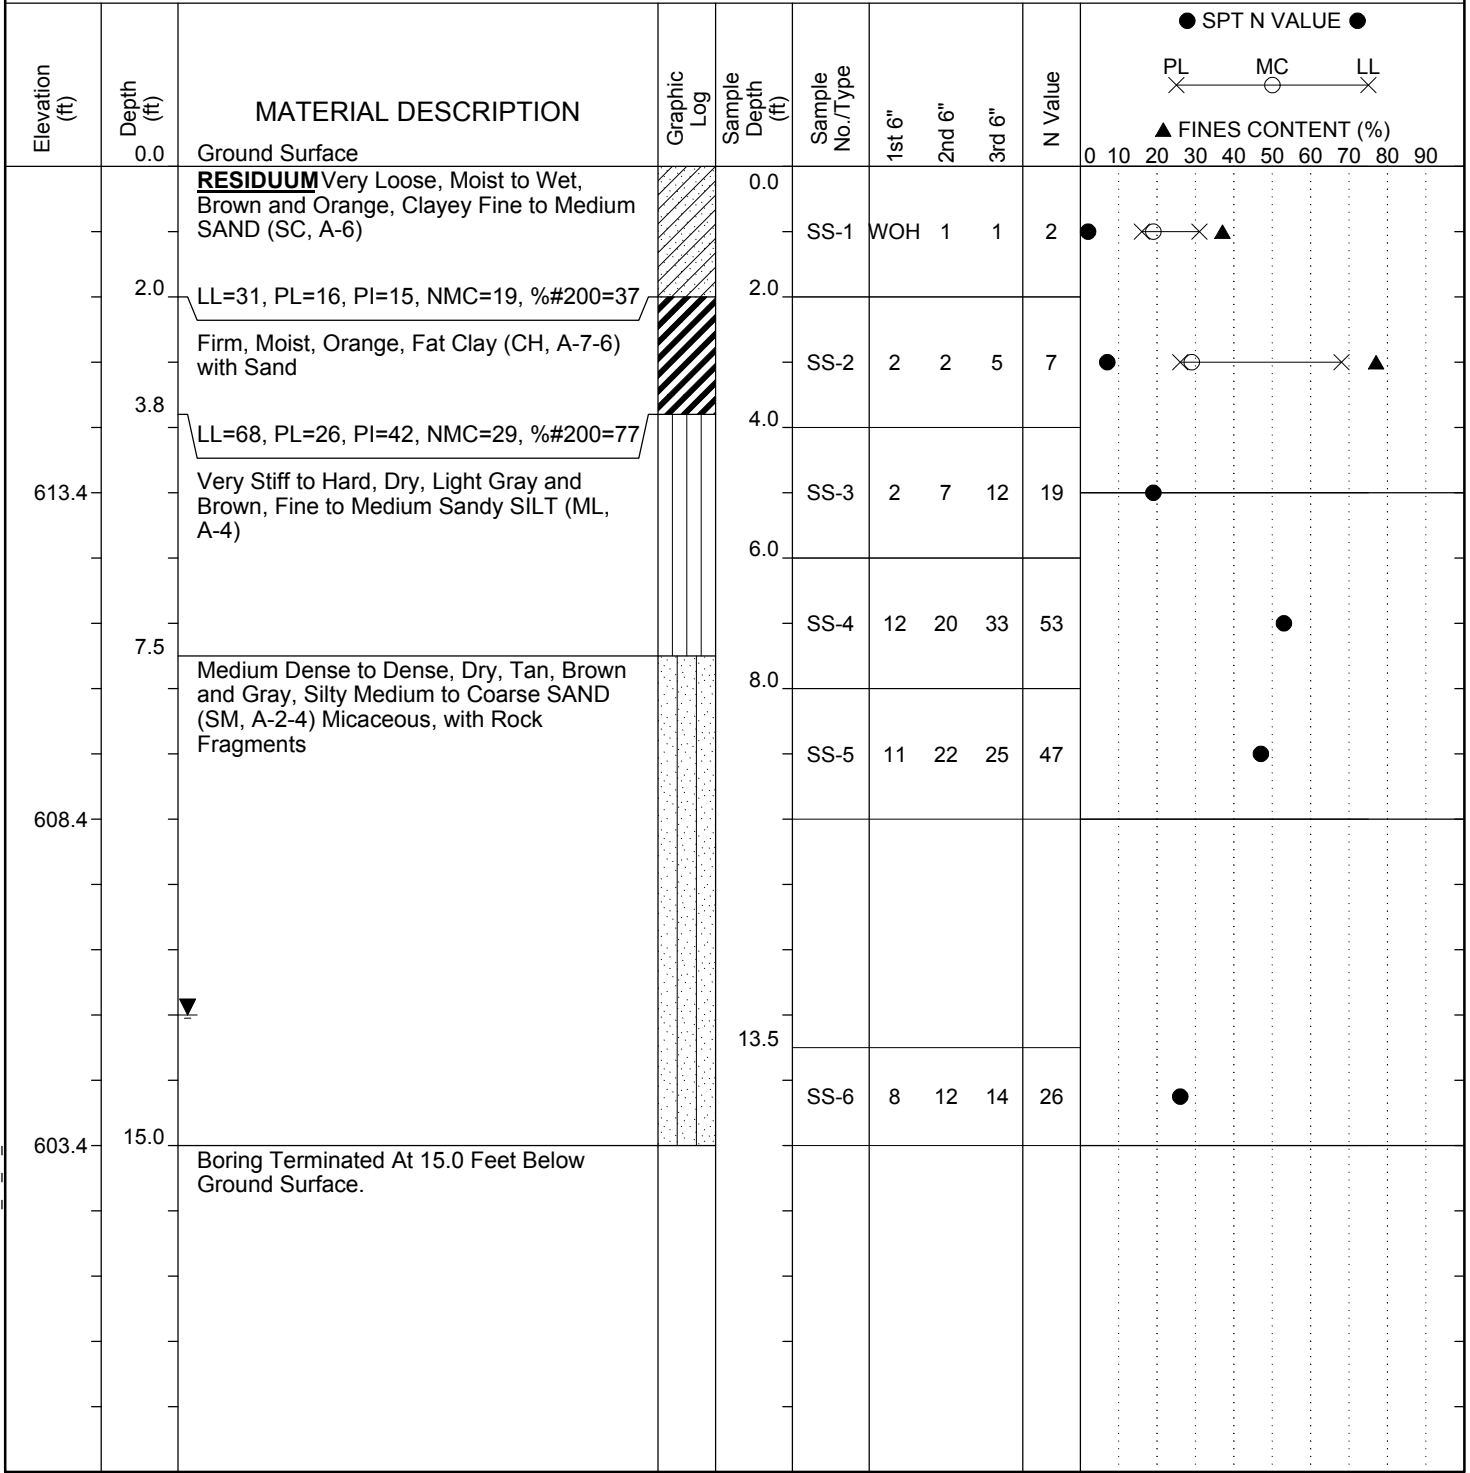 ● SPT N VALUE ●
PL MC LL
▲ FINES CONTENT (%)
0 10 20 30 40 50 60 70 80 90
Elevation
(ft)
Depth
(ft)
MATERIAL DESCRIPTION
Graphic
Log
Sample
Depth
(ft)
Sample
No./Type
1st 6"
2nd 6"
3rd 6"
N Value
0.0 Ground Surface
RESIDUUM Very Loose, Moist to Wet,
Brown and Orange, Clayey Fine to Medium
SAND (SC, A-6)
0.0
SS-1 WOH 1 1 2
2.0 LL=31, PL=16, PI=15, NMC=19, %#200=37
2.0
Firm, Moist, Orange, Fat Clay (CH, A-7-6)
with Sand
SS-2 2 2 5 7
3.8
4.0
LL=68, PL=26, PI=42, NMC=29, %#200=77
Very Stiff to Hard, Dry, Light Gray and
Brown, Fine to Medium Sandy SILT (ML,
A-4)
613.4
SS-3 2 7 12 19
6.0
SS-4 12 20 33 53
7.5
Medium Dense to Dense, Dry, Tan, Brown
and Gray, Silty Medium to Coarse SAND
(SM, A-2-4) Micaceous, with Rock
Fragments
8.0
SS-5 11 22 25 47
608.4
13.5
SS-6 8 12 14 26
603.4 15.0
Boring Terminated At 15.0 Feet Below
Ground Surface.